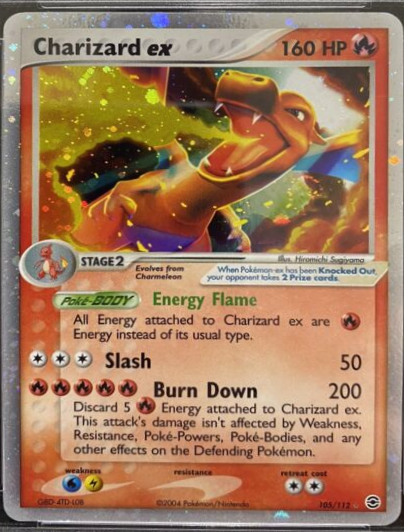 Charizard ex 160 HP
Illus. Hiromichi Sugiyama
STAGE 2
Evolves from
Charmeleon
When Pokémon-ex has been Knocked Out,
your opponent takes 2 Prize cards.
Poké-BODY Energy Flame
All Energy attached to Charizard ex are
Energy instead of its usual type.
Slash 50
Burn Down 200
Discard 5 Energy attached to Charizard ex.
This attack's damage isn't affected by Weakness,
Resistance, Poké-Powers, Poké-Bodies, and any
other effects on the Defending Pokémon.
weakness resistance retreat cost
©2004 Pokémon/Nintendo 105/112